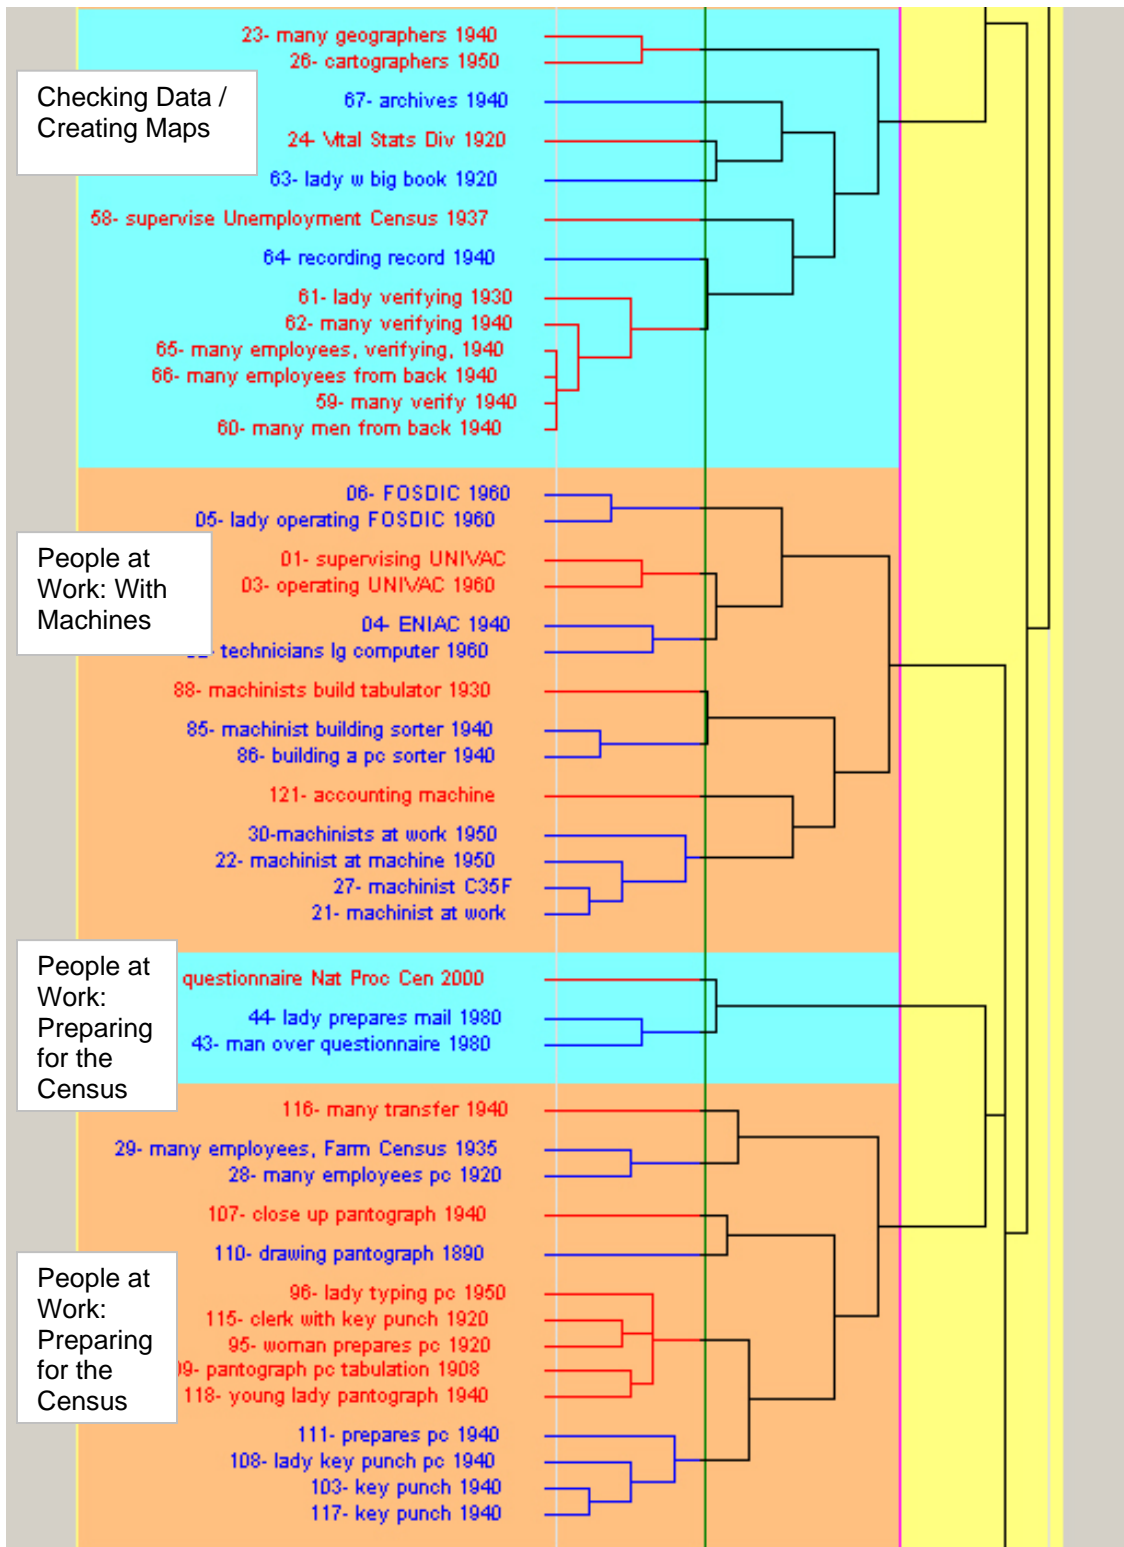 23- many geographers 1940
26- cartographers 1950
Checking Data /
Creating Maps
67- archives 1940
24- Vital Stats Div 1920
63- lady w big book 1920
58- supervise Unemployment Census 1937
64- recording record 1940
61- lady verifying 1930
62- many verifying 1940
65- many employees, verifying, 1940
66- many employees from back 1940
59- many verify 1940
60- many men from back 1940
06- FOSDIC 1960
05- lady operating FOSDIC 1960
People at
Work: With
Machines
01- supervising UNIVAC
03- operating UNIVAC 1960
04- ENIAC 1940
technicians lg computer 1960
88- machinists build tabulator 1930
85- machinist building sorter 1940
86- building a pc sorter 1940
121- accounting machine
30-machinists at work 1950
22- machinist at machine 1950
27- machinist C35F
21- machinist at work
People at
Work:
Preparing
for the
Census
questionnaire Nat Proc Cen 2000
44- lady prepares mail 1980
43- man over questionnaire 1980
116- many transfer 1940
29- many employees, Farm Census 1935
28- many employees pc 1920
107- close up pantograph 1940
110- drawing pantograph 1890
People at
Work:
Preparing
for the
Census
96- lady typing pc 1950
115- clerk with key punch 1920
95- woman prepares pc 1920
09- pantograph pc tabulation 1908
118- young lady pantograph 1940
111- prepares pc 1940
108- lady key punch pc 1940
103- key punch 1940
117- key punch 1940